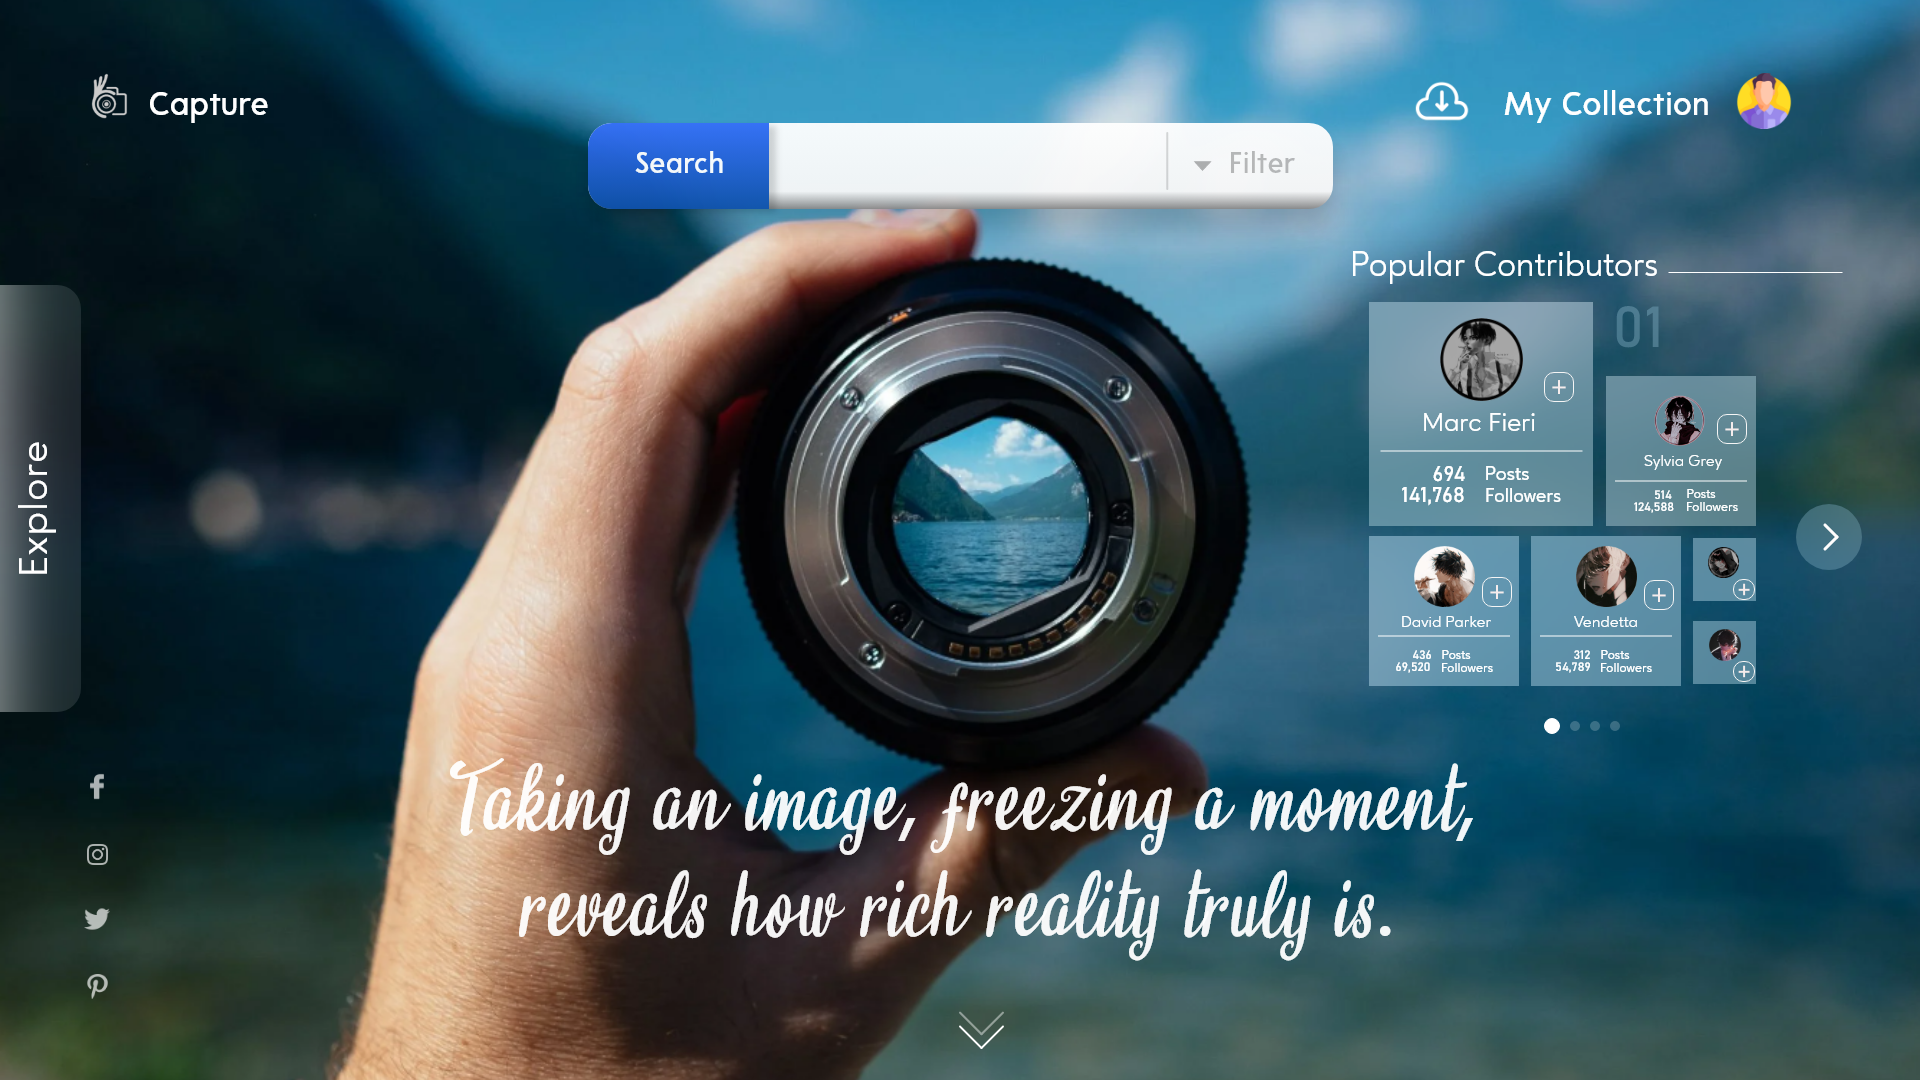 Capture
My Collection
Search
Filter
Popular Contributors
01
Marc Fieri
694 Posts
141,768 Followers
Sylvia Grey
514 Posts
124,588 Followers
Explore
David Parker
436 Posts
69,520 Followers
Vendetta
312 Posts
54,789 Followers
Taking an image, freezing a moment,
reveals how rich reality truly is.